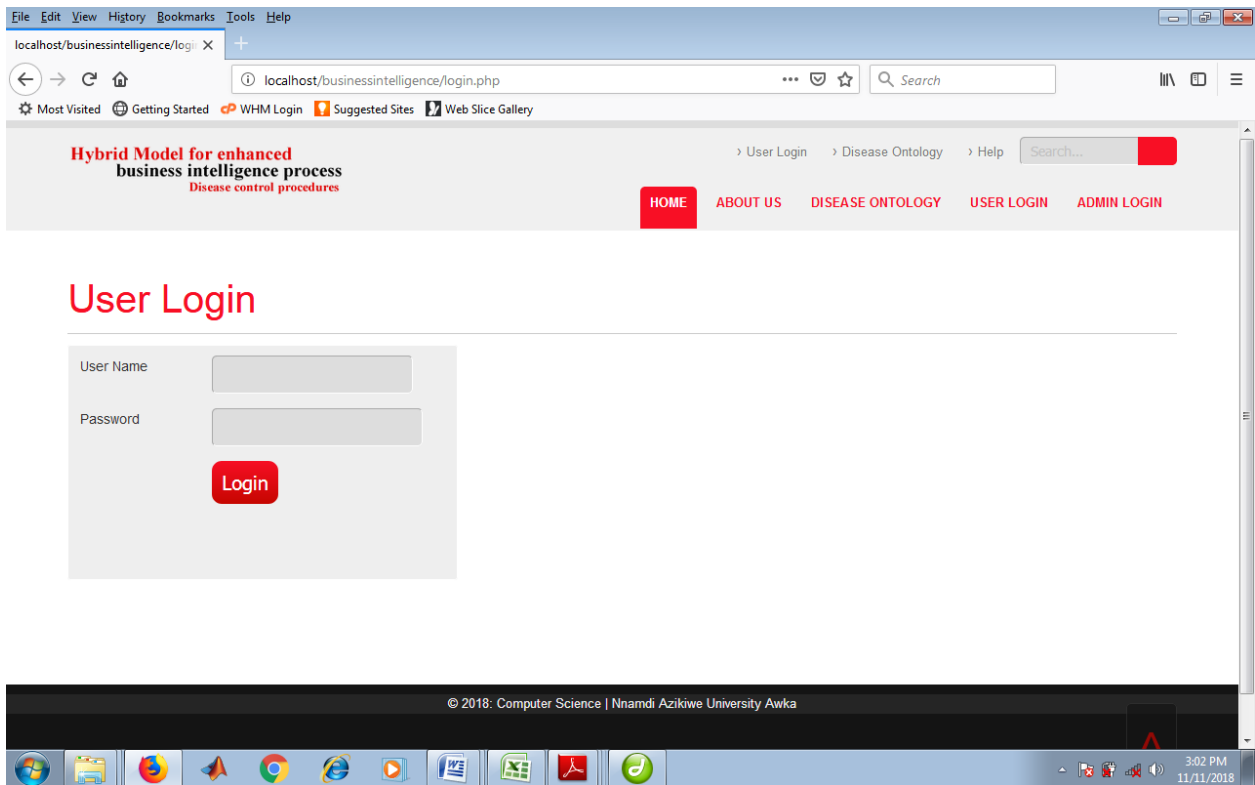 File Edit View History Bookmarks Tools Help
localhost/businessintelligence/logi
localhost/businessintelligence/login.php
Search
Most Visited Getting Started cP WHM Login Suggested Sites Web Slice Gallery
Hybrid Model for enhanced
business intelligence process
Disease control procedures
› User Login › Disease Ontology › Help Search...
HOME ABOUT US DISEASE ONTOLOGY USER LOGIN ADMIN LOGIN
User Login
User Name
Password
Login
© 2018: Computer Science | Nnamdi Azikiwe University Awka
3:02 PM
11/11/2018